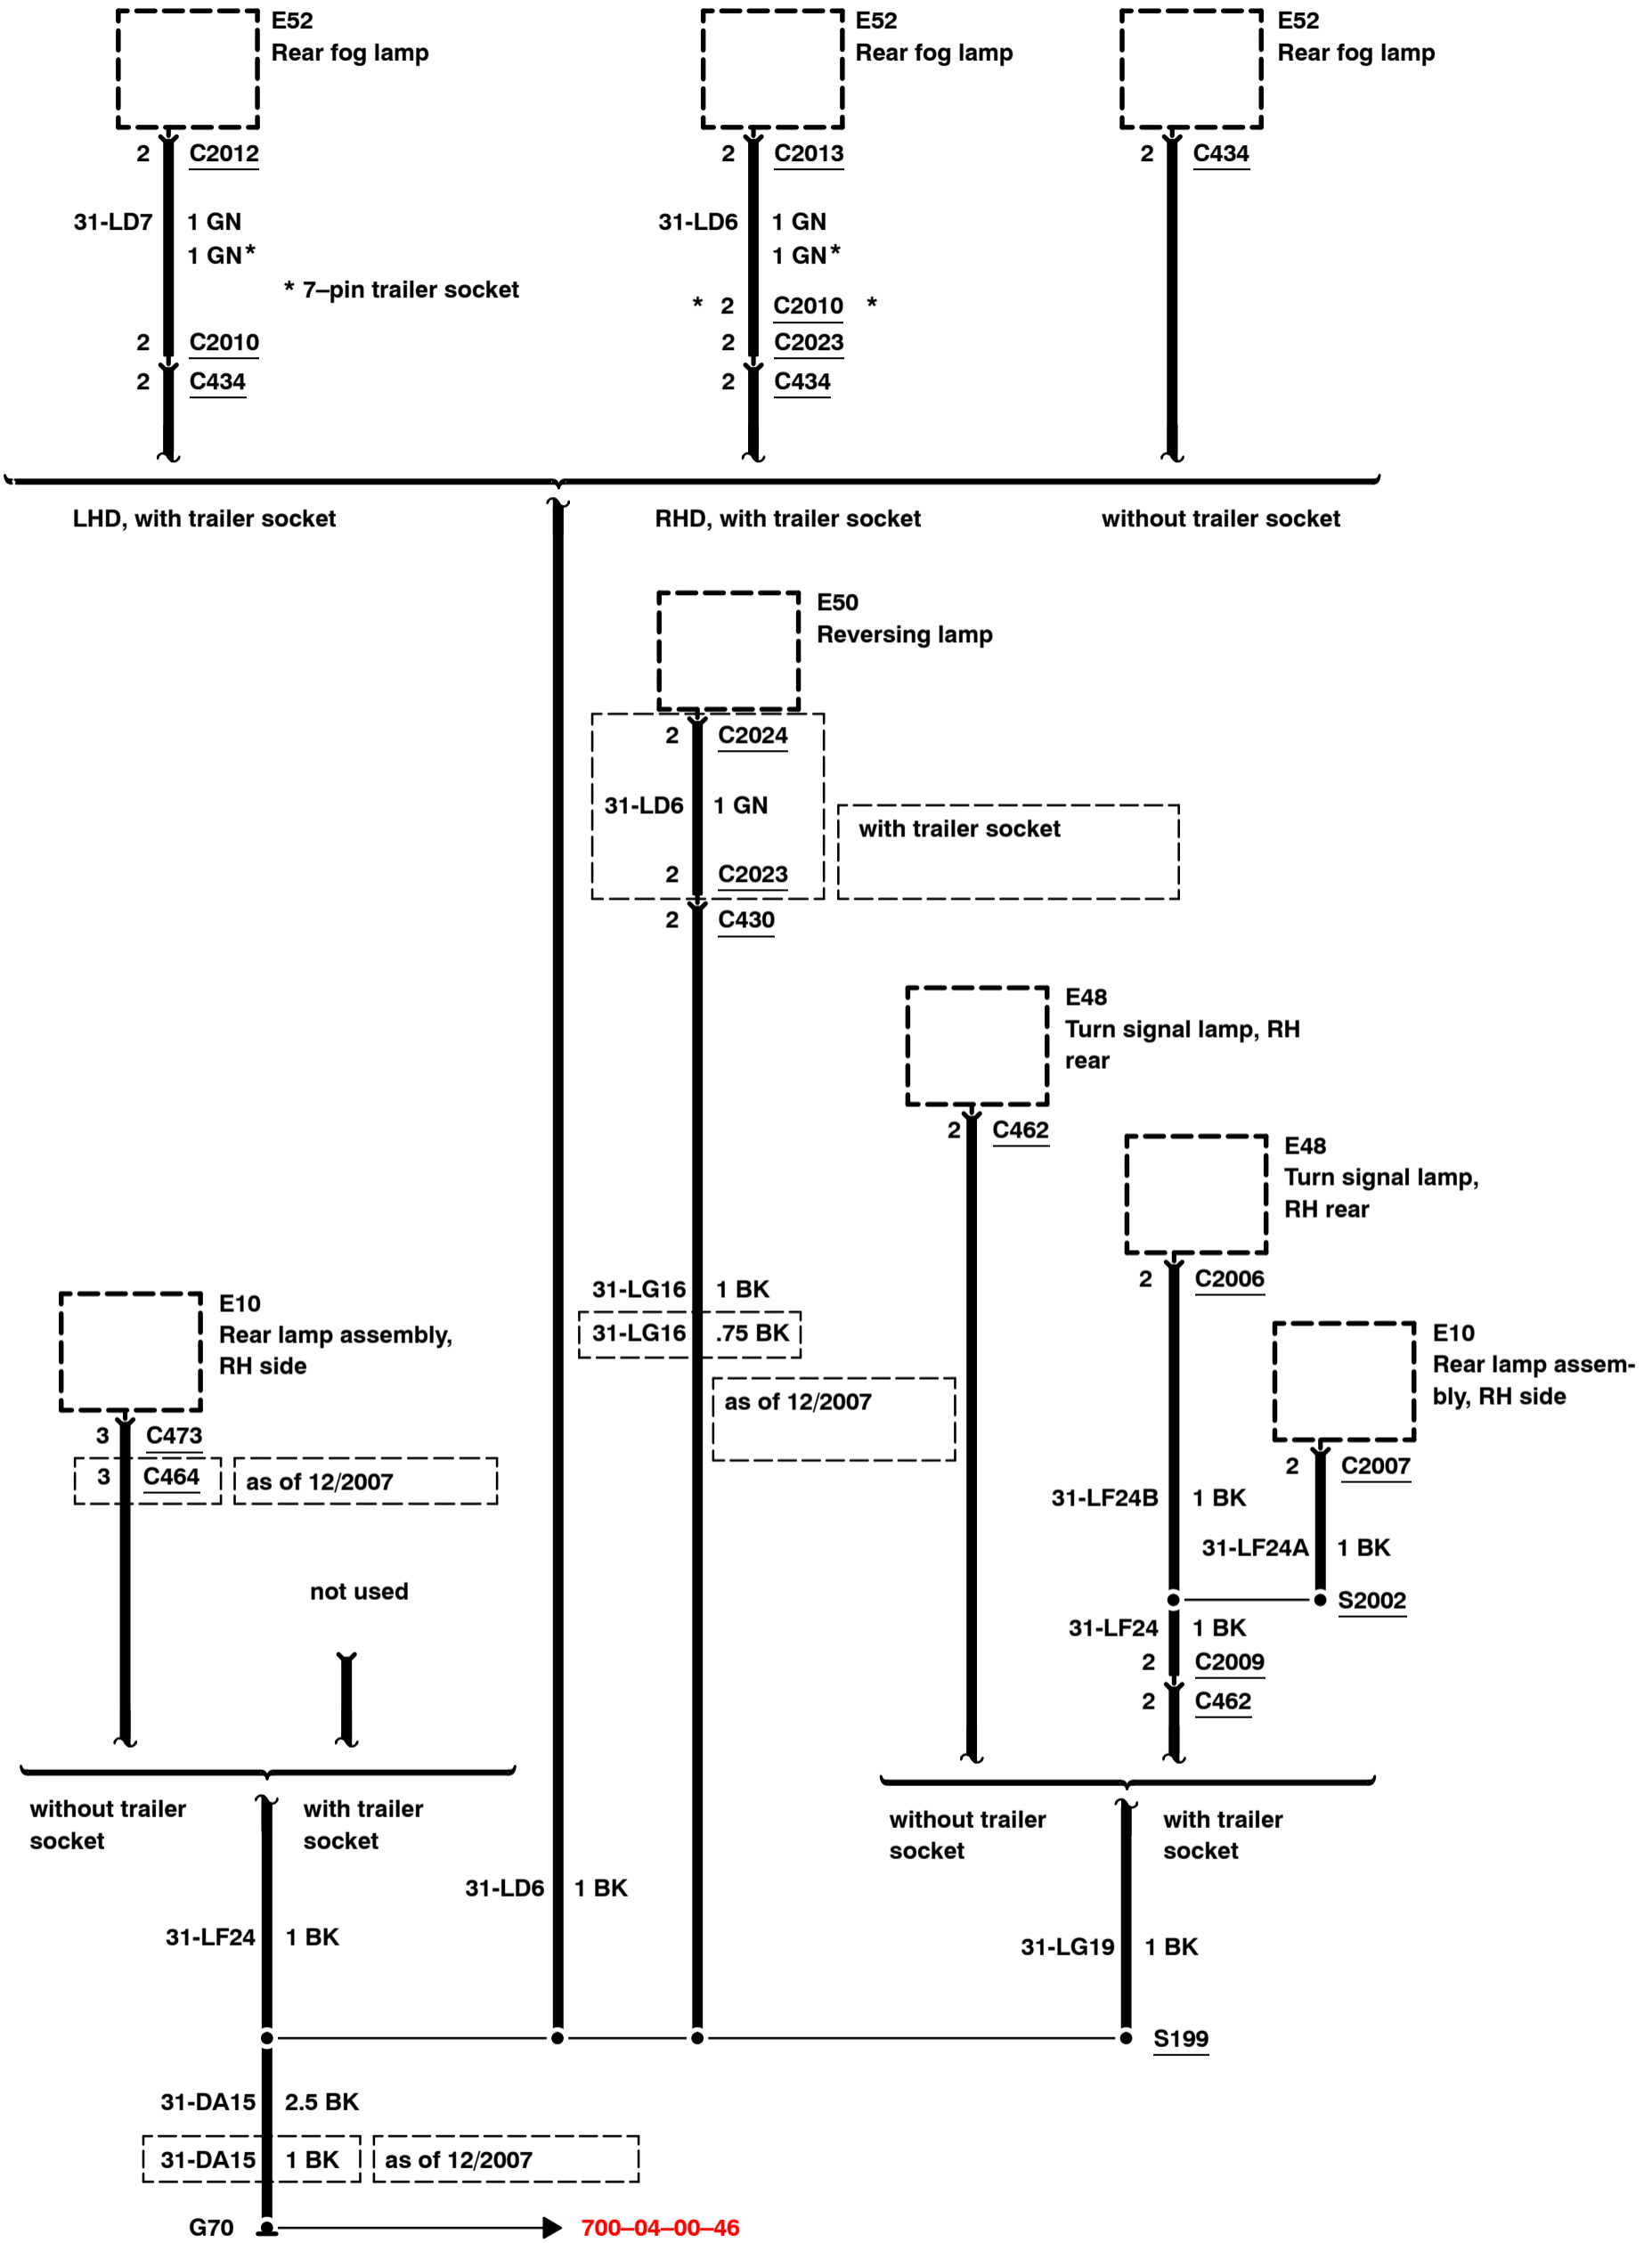 E52
Rear fog lamp
E52
Rear fog lamp
E52
Rear fog lamp
2 C2012
2 C2013
2 C434
31-LD7 1 GN
1 GN*
31-LD6 1 GN
1 GN*
* 7–pin trailer socket
* 2 C2010 *
2 C2010
2 C2023
2 C434
2 C434
LHD, with trailer socket
RHD, with trailer socket
without trailer socket
E50
Reversing lamp
2 C2024
31-LD6 1 GN
with trailer socket
2 C2023
2 C430
E48
Turn signal lamp, RH
rear
2 C462
E48
Turn signal lamp,
RH rear
2 C2006
31-LG16 1 BK
31-LG16 .75 BK
as of 12/2007
E10
Rear lamp assembly,
RH side
3 C473
3 C464
as of 12/2007
E10
Rear lamp assem-
bly, RH side
2 C2007
31-LF24B 1 BK
31-LF24A 1 BK
S2002
31-LF24 1 BK
2 C2009
2 C462
not used
without trailer
socket
with trailer
socket
without trailer
socket
with trailer
socket
31-LD6 1 BK
31-LF24 1 BK
31-LG19 1 BK
S199
31-DA15 2.5 BK
31-DA15 1 BK
as of 12/2007
G70
700–04–00–46